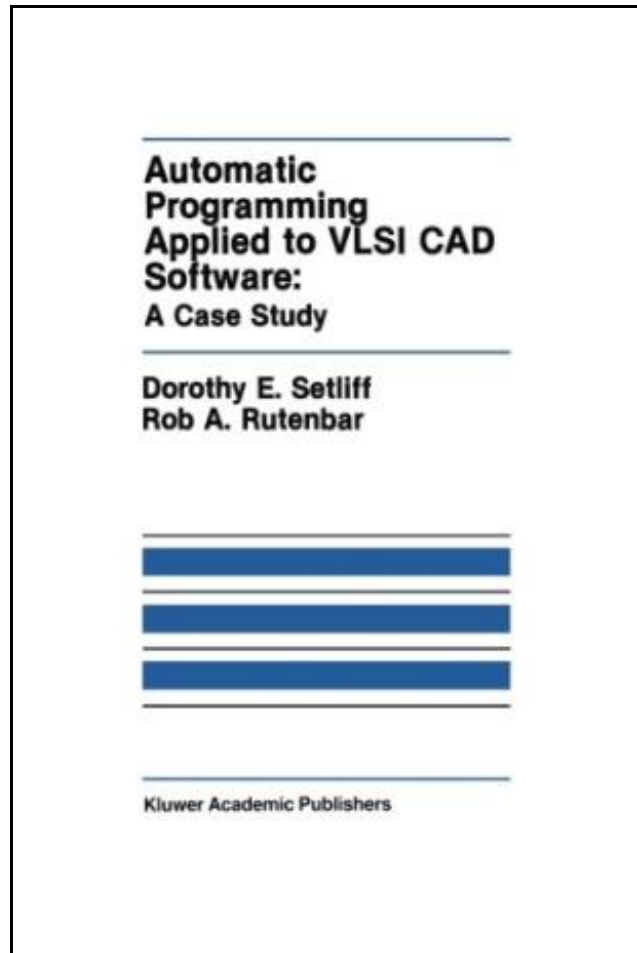 Automatic
Programming
Applied to VLSI CAD
Software:
A Case Study
Dorothy E. Setliff
Rob A. Rutenbar
Kluwer Academic Publishers